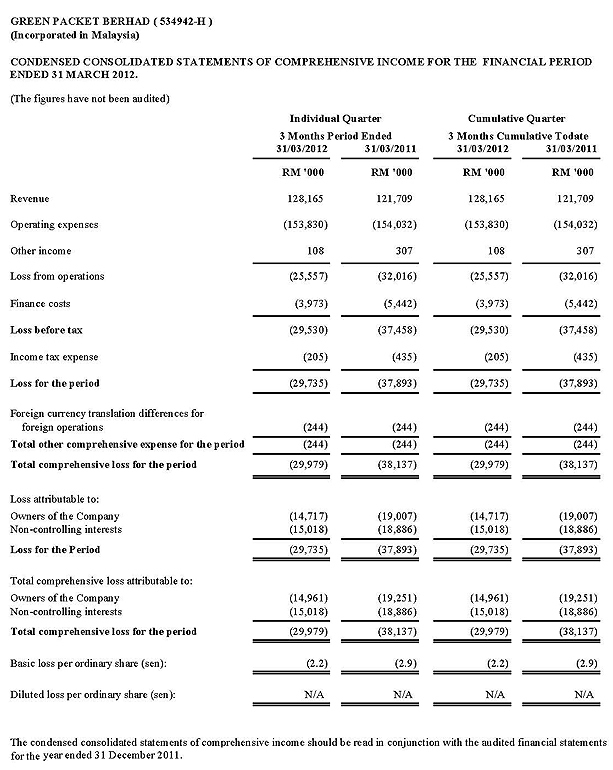 GREEN PACKET BERHAD ( 534942-H )
(Incorporated in Malaysia)
CONDENSED CONSOLIDATED STATEMENTS OF COMPREHENSIVE INCOME FOR THE FINANCIAL PERIOD
ENDED 31 MARCH 2012.
(The figures have not been audited)
Individual Quarter Cumulative Quarter
3 Months Period Ended 3 Months Cumulative Todate
31/03/2012 31/03/2011 31/03/2012 31/03/2011
RM '000 RM '000 RM '000 RM '000
Revenue 128,165 121,709 128,165 121,709
Operating expenses (153,830) (154,032) (153,830) (154,032)
Other income 108 307 108 307
Loss from operations (25,557) (32,016) (25,557) (32,016)
Finance costs (3,973) (5,442) (3,973) (5,442)
Loss before tax (29,530) (37,458) (29,530) (37,458)
Income tax expense (205) (435) (205) (435)
Loss for the period (29,735) (37,893) (29,735) (37,893)
Foreign currency translation differences for
foreign operations (244) (244) (244) (244)
Total other comprehensive expense for the period (244) (244) (244) (244)
Total comprehensive loss for the period (29,979) (38,137) (29,979) (38,137)
Loss attributable to:
Owners of the Company (14,717) (19,007) (14,717) (19,007)
Non-controlling interests (15,018) (18,886) (15,018) (18,886)
Loss for the Period (29,735) (37,893) (29,735) (37,893)
Total comprehensive loss attributable to:
Owners of the Company (14,961) (19,251) (14,961) (19,251)
Non-controlling interests (15,018) (18,886) (15,018) (18,886)
Total comprehensive loss for the period (29,979) (38,137) (29,979) (38,137)
Basic loss per ordinary share (sen): (2.2) (2.9) (2.2) (2.9)
Diluted loss per ordinary share (sen): N/A N/A N/A N/A
The condensed consolidated statements of comprehensive income should be read in conjunction with the audited financial statements
for the year ended 31 December 2011.